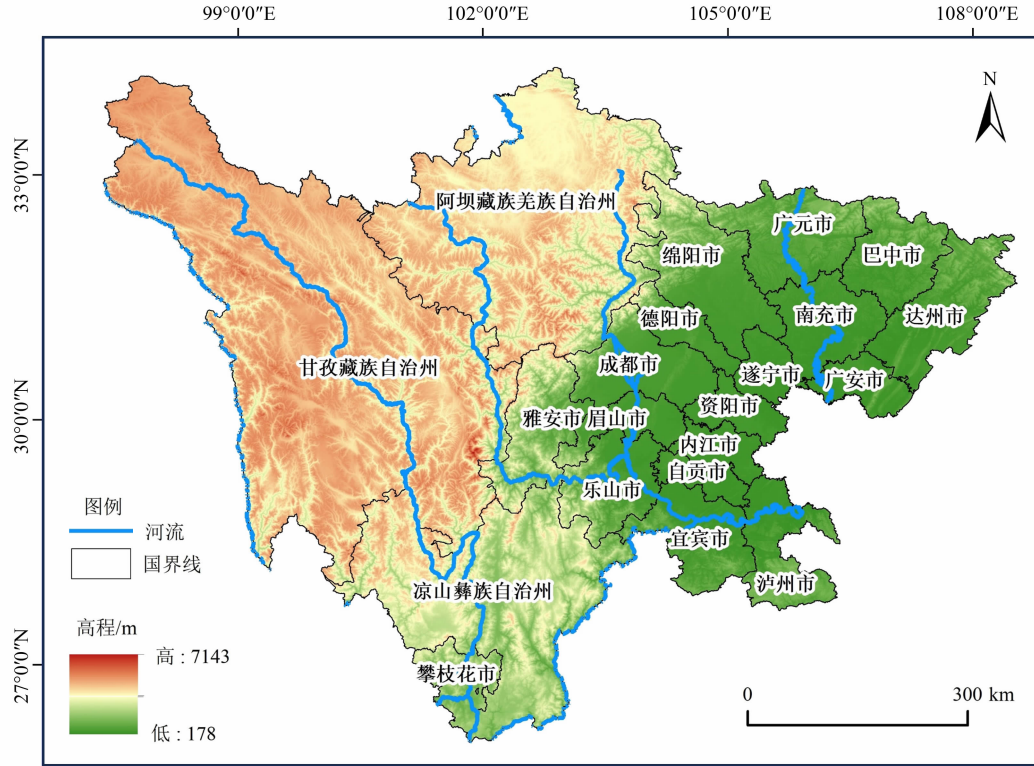 99°0′0″E
102°0′0″E
105°0′0″E
108°0′0″E
N
33°0′0″N
阿坝藏族羌族自治州
广元市
绵阳市
巴中市
德阳市
南充市
达州市
甘孜藏族自治州
成都市
遂宁市
广安市
30°0′0″N
雅安市
眉山市
资阳市
内江市
自贡市
乐山市
图例
河流
宜宾市
国界线
凉山彝族自治州
泸州市
高程/m
高 : 7143
27°0′0″N
攀枝花市
0
300 km
低 : 178